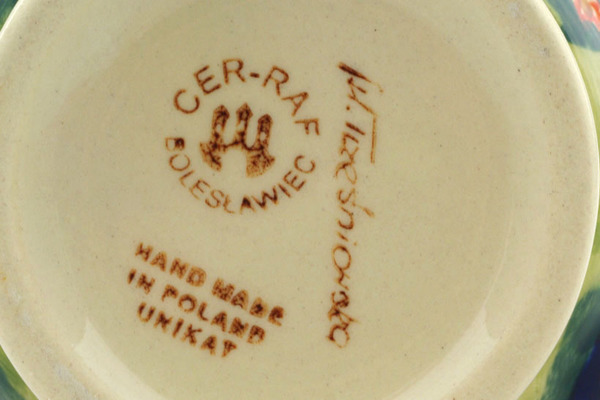 CER-RAF
BOLESŁAWIEC
HAND MADE
IN POLAND
UNIKAT